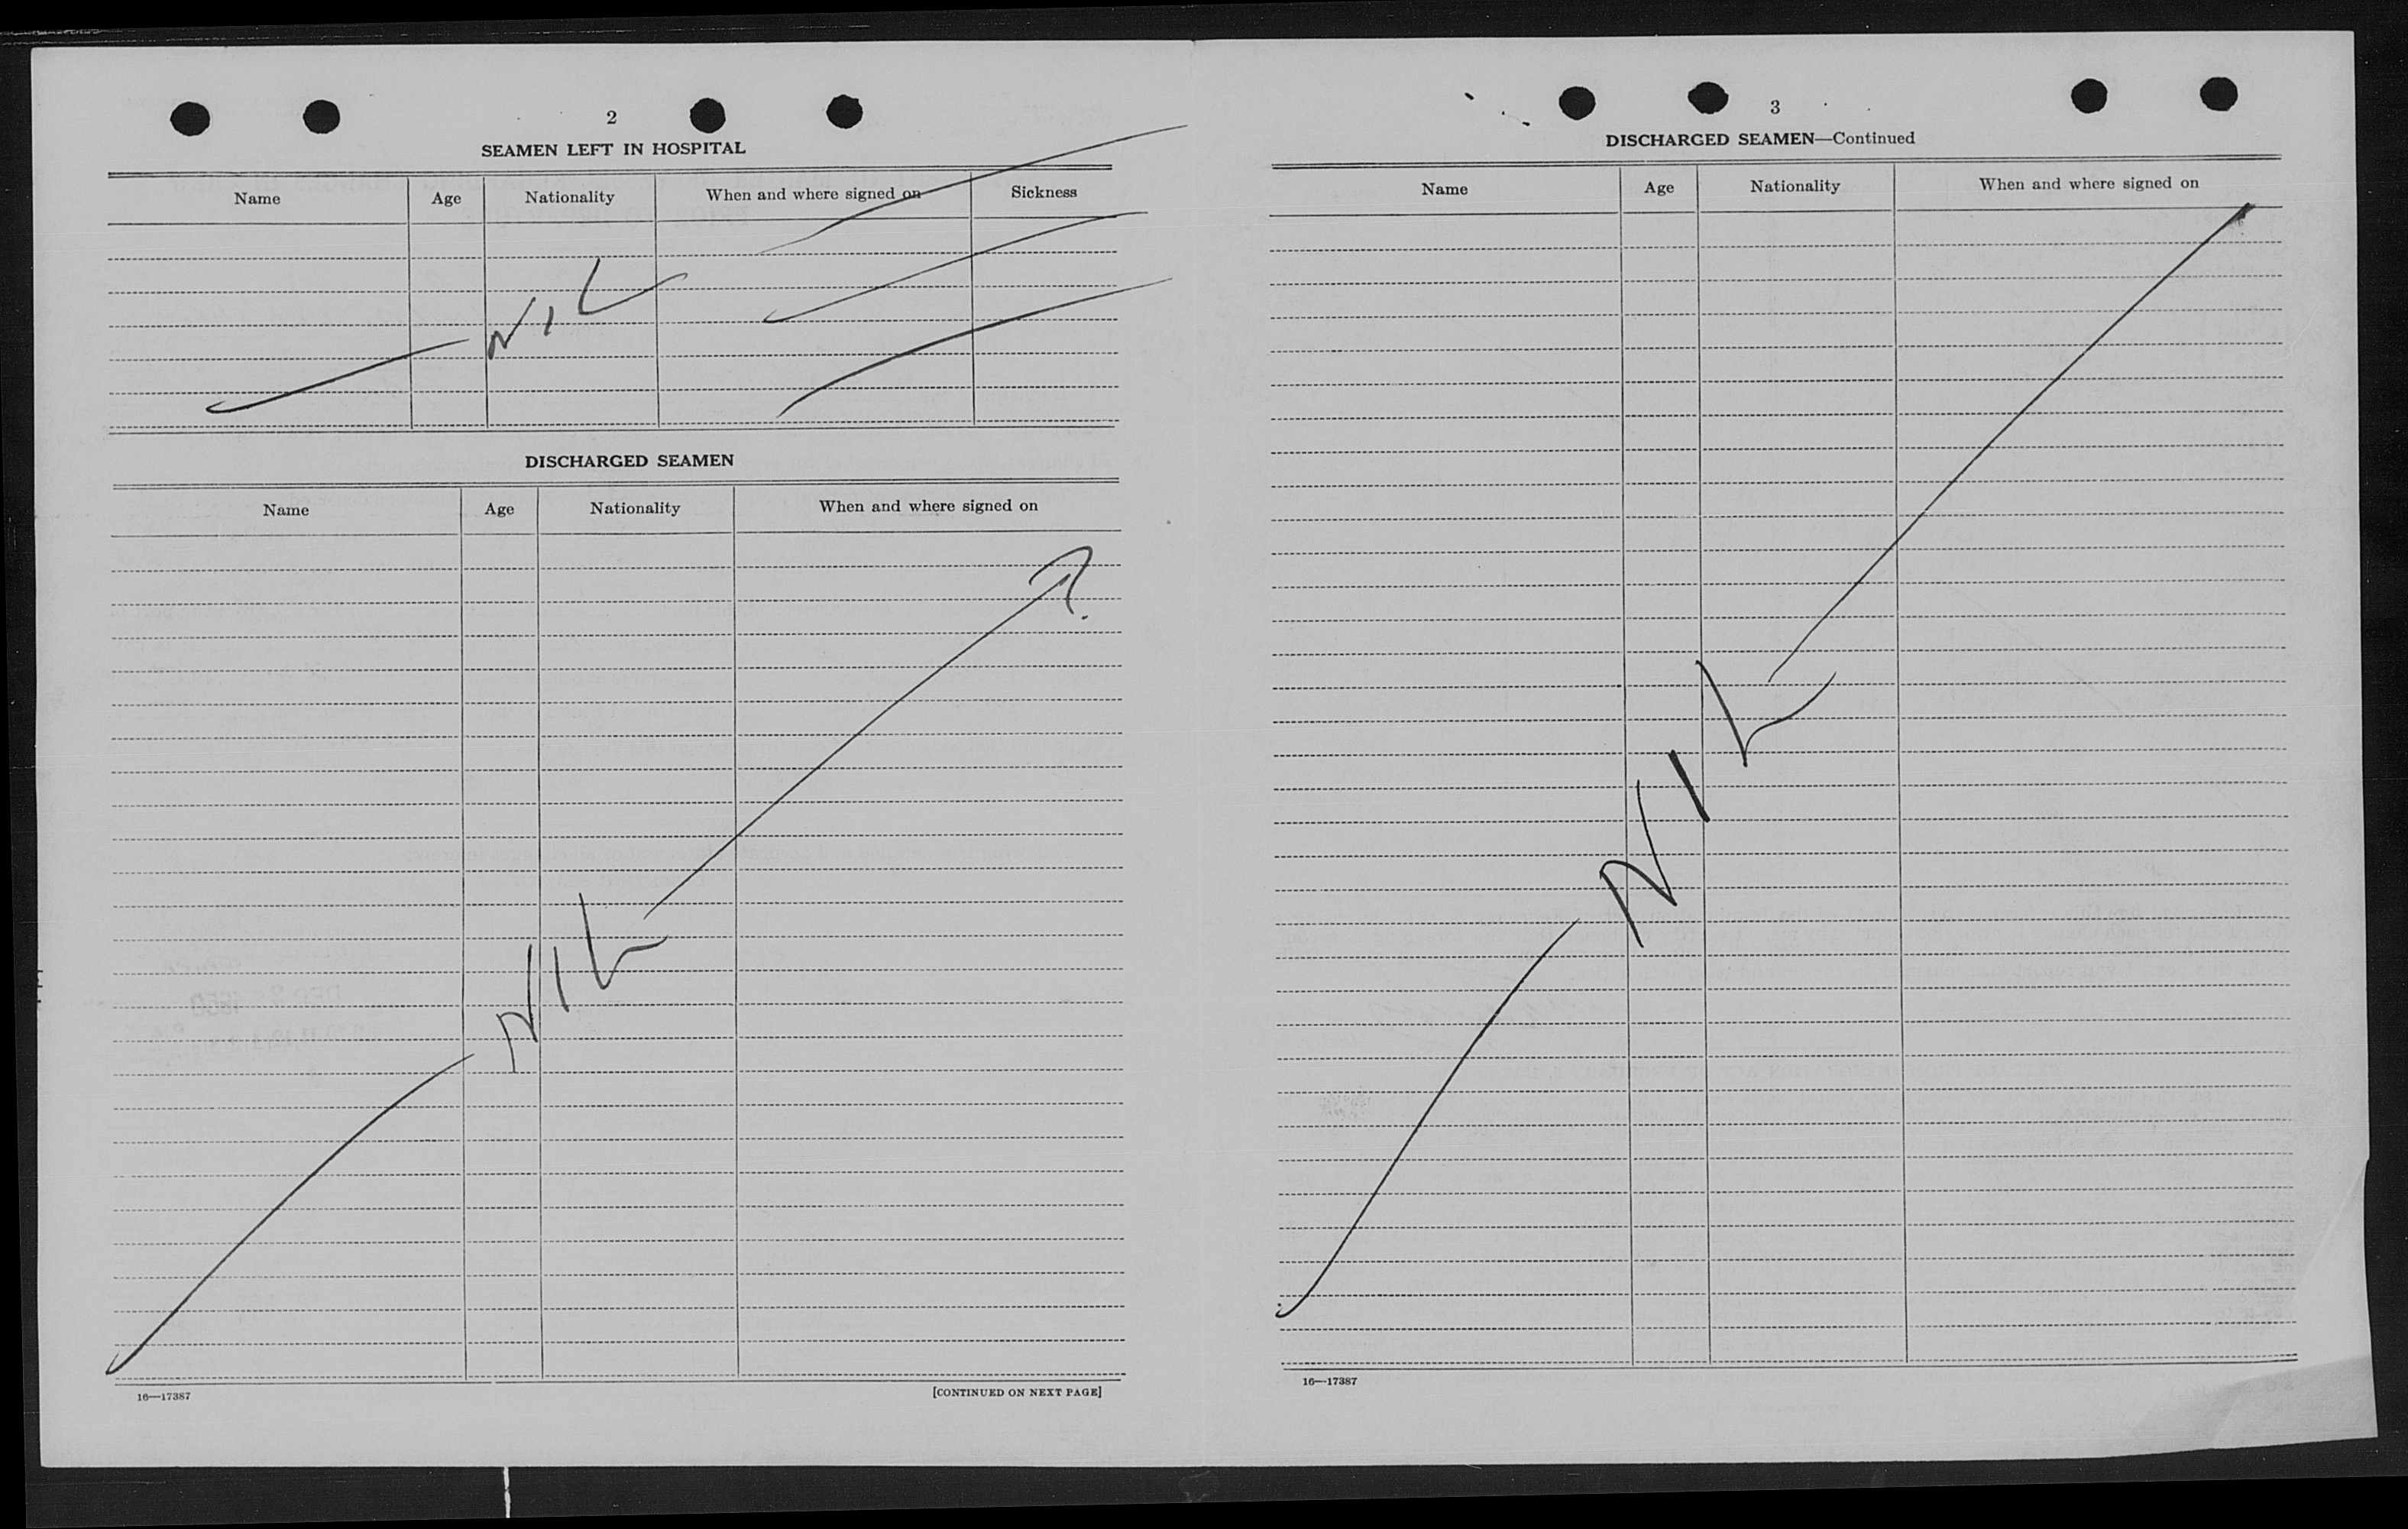 2
SEAMEN LEFT IN HOSPITAL
Name Age Nationality When and where signed on Sickness
NIL
DISCHARGED SEAMEN
Name Age Nationality When and where signed on
?
NIL
16—17387 [CONTINUED ON NEXT PAGE]
3
DISCHARGED SEAMEN—Continued
Name Age Nationality When and where signed on
NIL
16—17387